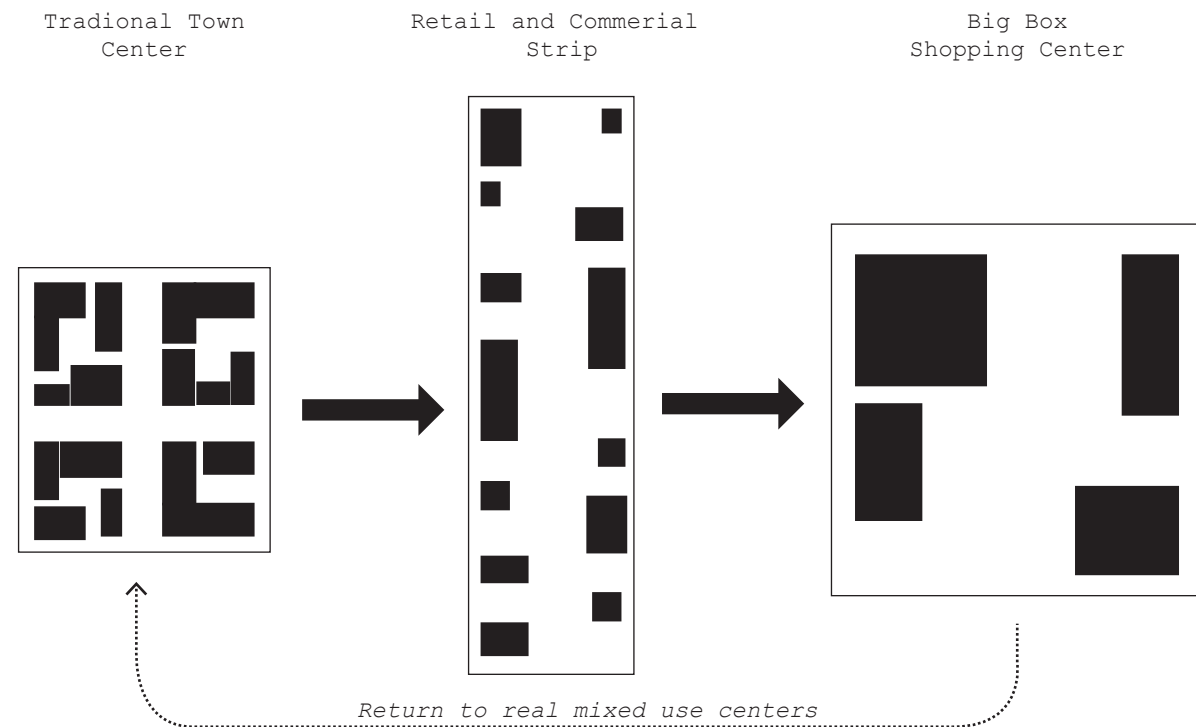 Tradional Town
Center
Retail and Commerial
Strip
Big Box
Shopping Center
Return to real mixed use centers